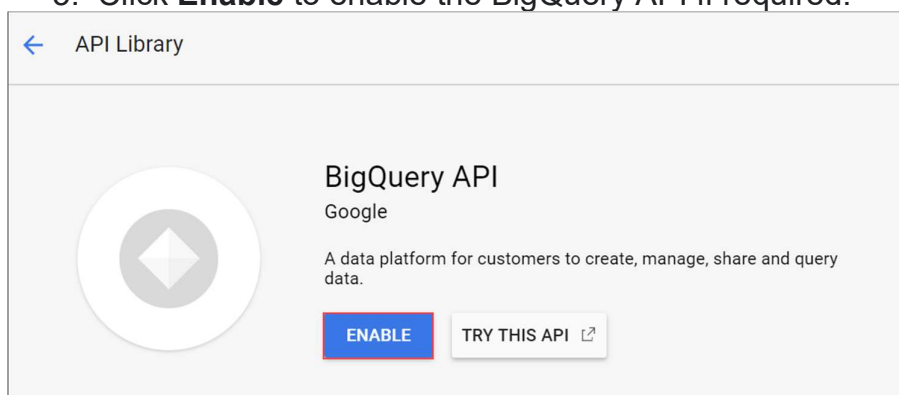 Click Enable to enable the BigQuery API if required.
API Library
BigQuery API
Google
A data platform for customers to create, manage, share and query
data.
ENABLE TRY THIS API